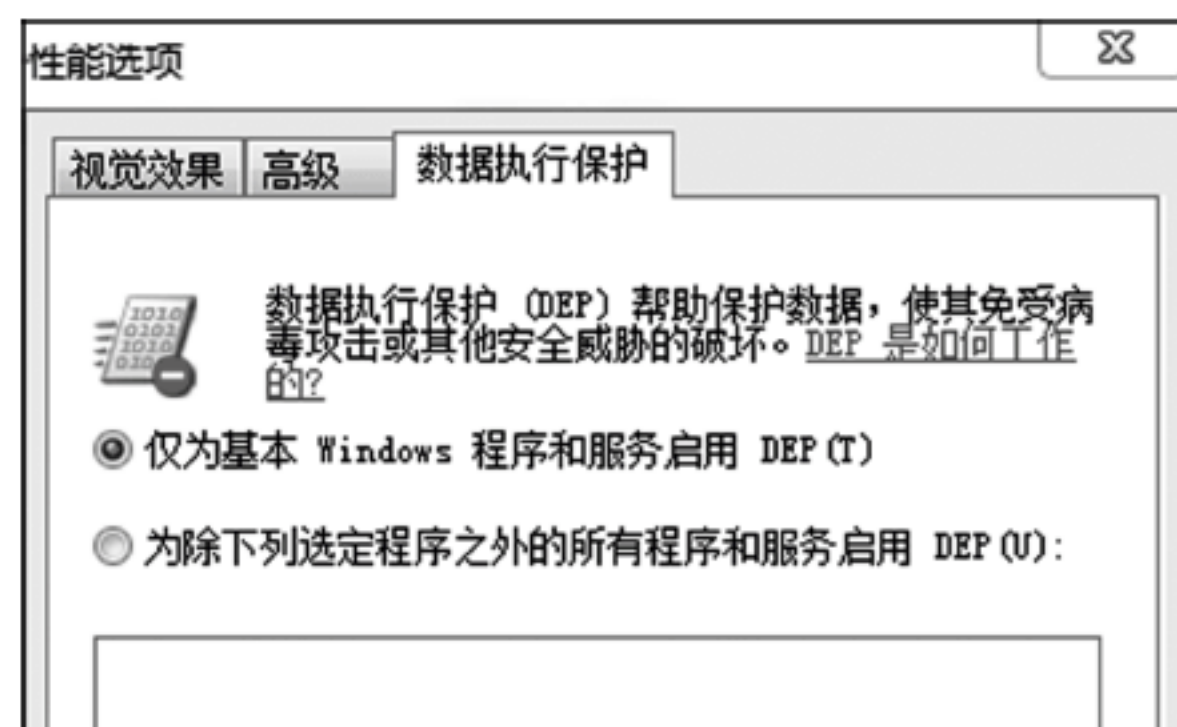 性能选项
视觉效果 高级 数据执行保护
1010
0101
1010
010
数据执行保护 (DEP) 帮助保护数据，使其免受病
毒攻击或其他安全威胁的破坏。DEP 是如何工作
的?
仅为基本 Windows 程序和服务启用 DEP(T)
为除下列选定程序之外的所有程序和服务启用 DEP(U):